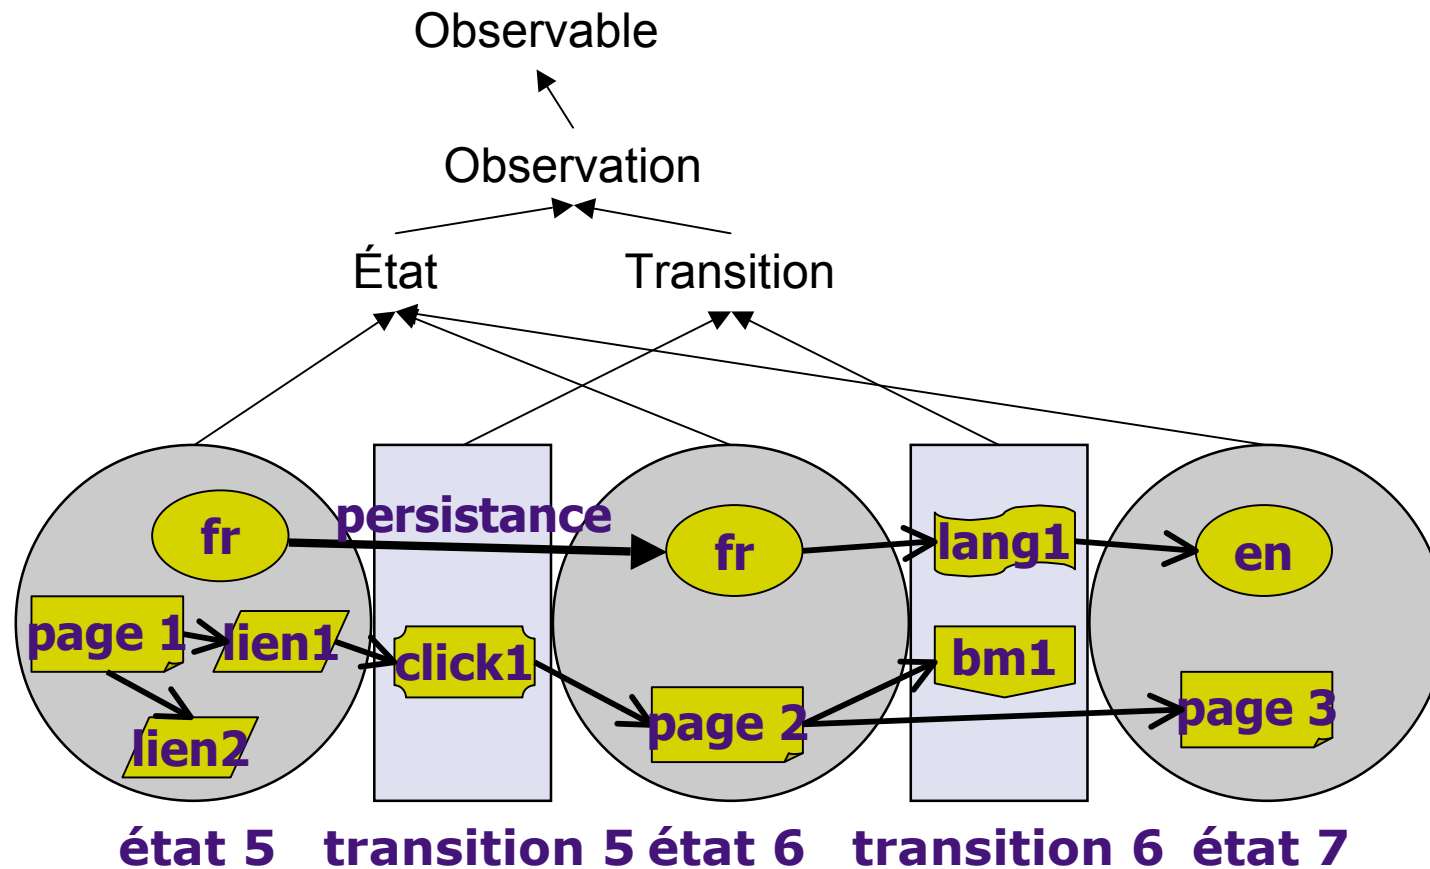 Observable
Observation
État Transition
persistance
fr fr lang1 en
page 1 lien1 click1 bm1
lien2 page 2 page 3
état 5 transition 5 état 6 transition 6 état 7